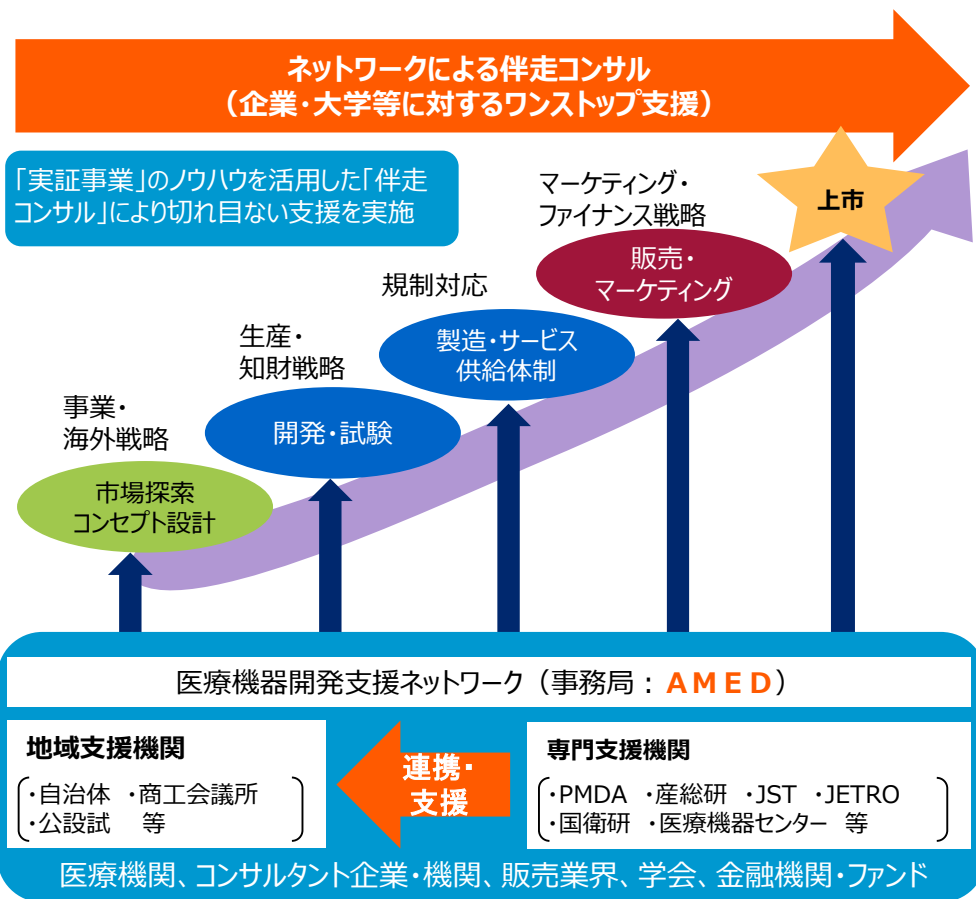 ネットワークによる伴走コンサル
（企業・大学等に対するワンストップ支援）
「実証事業」のノウハウを活用した「伴走
コンサル」により切れ目ない支援を実施
マーケティング・
ファイナンス戦略
上市
販売・
マーケティング
規制対応
製造・サービス
供給体制
生産・
知財戦略
開発・試験
事業・
海外戦略
市場探索
コンセプト設計
医療機器開発支援ネットワーク（事務局：ＡＭＥＤ）
地域支援機関
・自治体 ・商工会議所
・公設試 等
連携・
支援
専門支援機関
・PMDA ・産総研 ・JST ・JETRO
・国衛研 ・医療機器センター 等
医療機関、コンサルタント企業・機関、販売業界、学会、金融機関・ファンド